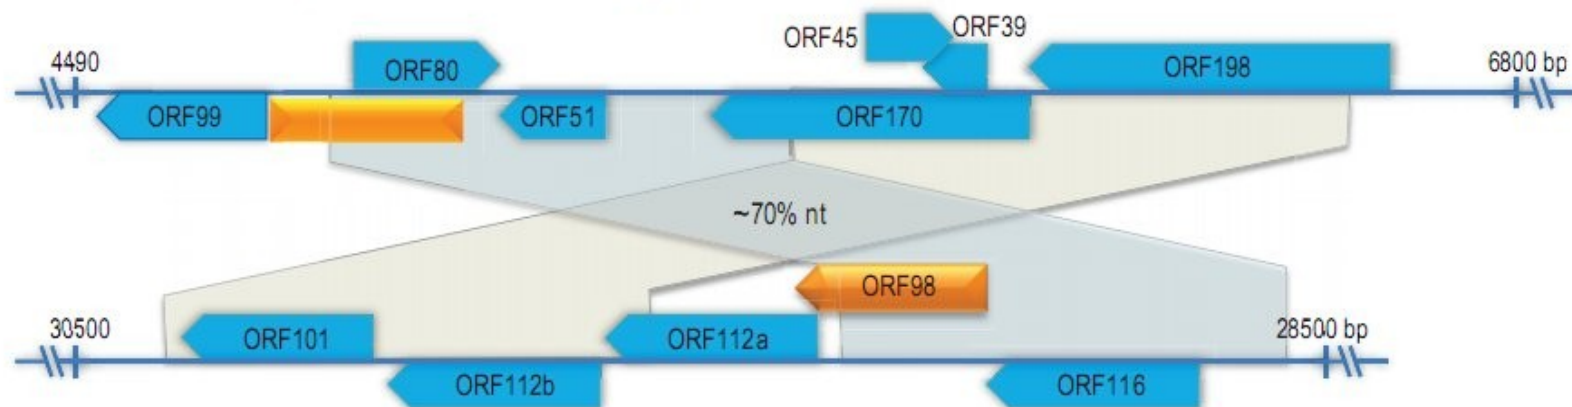 ORF45
ORF39
4490
ORF80
ORF198
6800 bp
ORF99
ORF51
ORF170
~70% nt
ORF98
30500
ORF101
ORF112a
28500 bp
ORF112b
ORF116